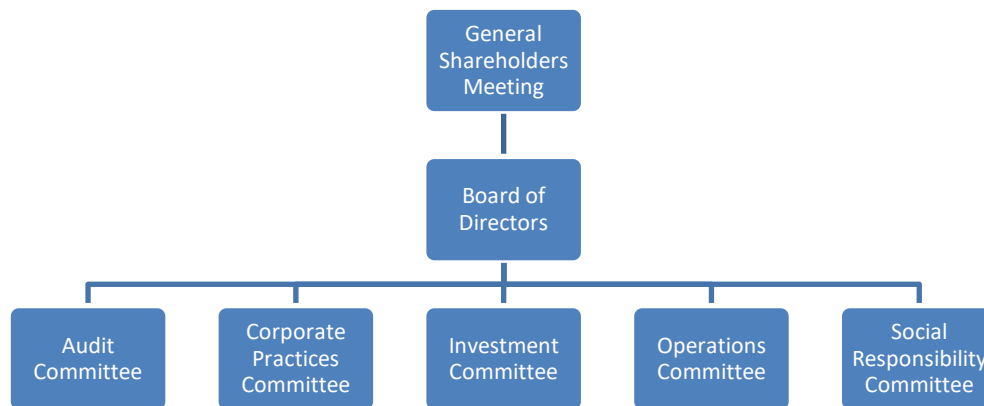 General
Shareholders
Meeting
Board of
Directors
Audit
Committee
Corporate
Practices
Committee
Investment
Committee
Operations
Committee
Social
Responsibility
Committee